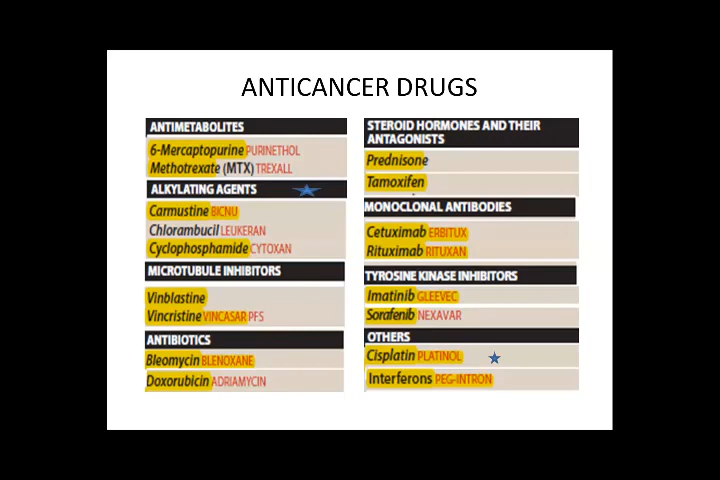 ANTICANCER DRUGS
ANTIMETABOLITES
6-Mercaptopurine PURINETHOL
Methotrexate (MTX) TREXALL
ALKYLATING AGENTS
Carmustine BICNU
Chlorambucil LEUKERAN
Cyclophosphamide CYTOXAN
MICROTUBULE INHIBITORS
Vinblastine
Vincristine VINCASAR PFS
ANTIBIOTICS
Bleomycin BLENOXANE
Doxorubicin ADRIAMYCIN
STEROID HORMONES AND THEIR
ANTAGONISTS
Prednisone
Tamoxifen
MONOCLONAL ANTIBODIES
Cetuximab ERBITUX
Rituximab RITUXAN
TYROSINE KINASE INHIBITORS
Imatinib GLEEVEC
Sorafenib NEXAVAR
OTHERS
Cisplatin PLATINOL
Interferons PEG-INTRON